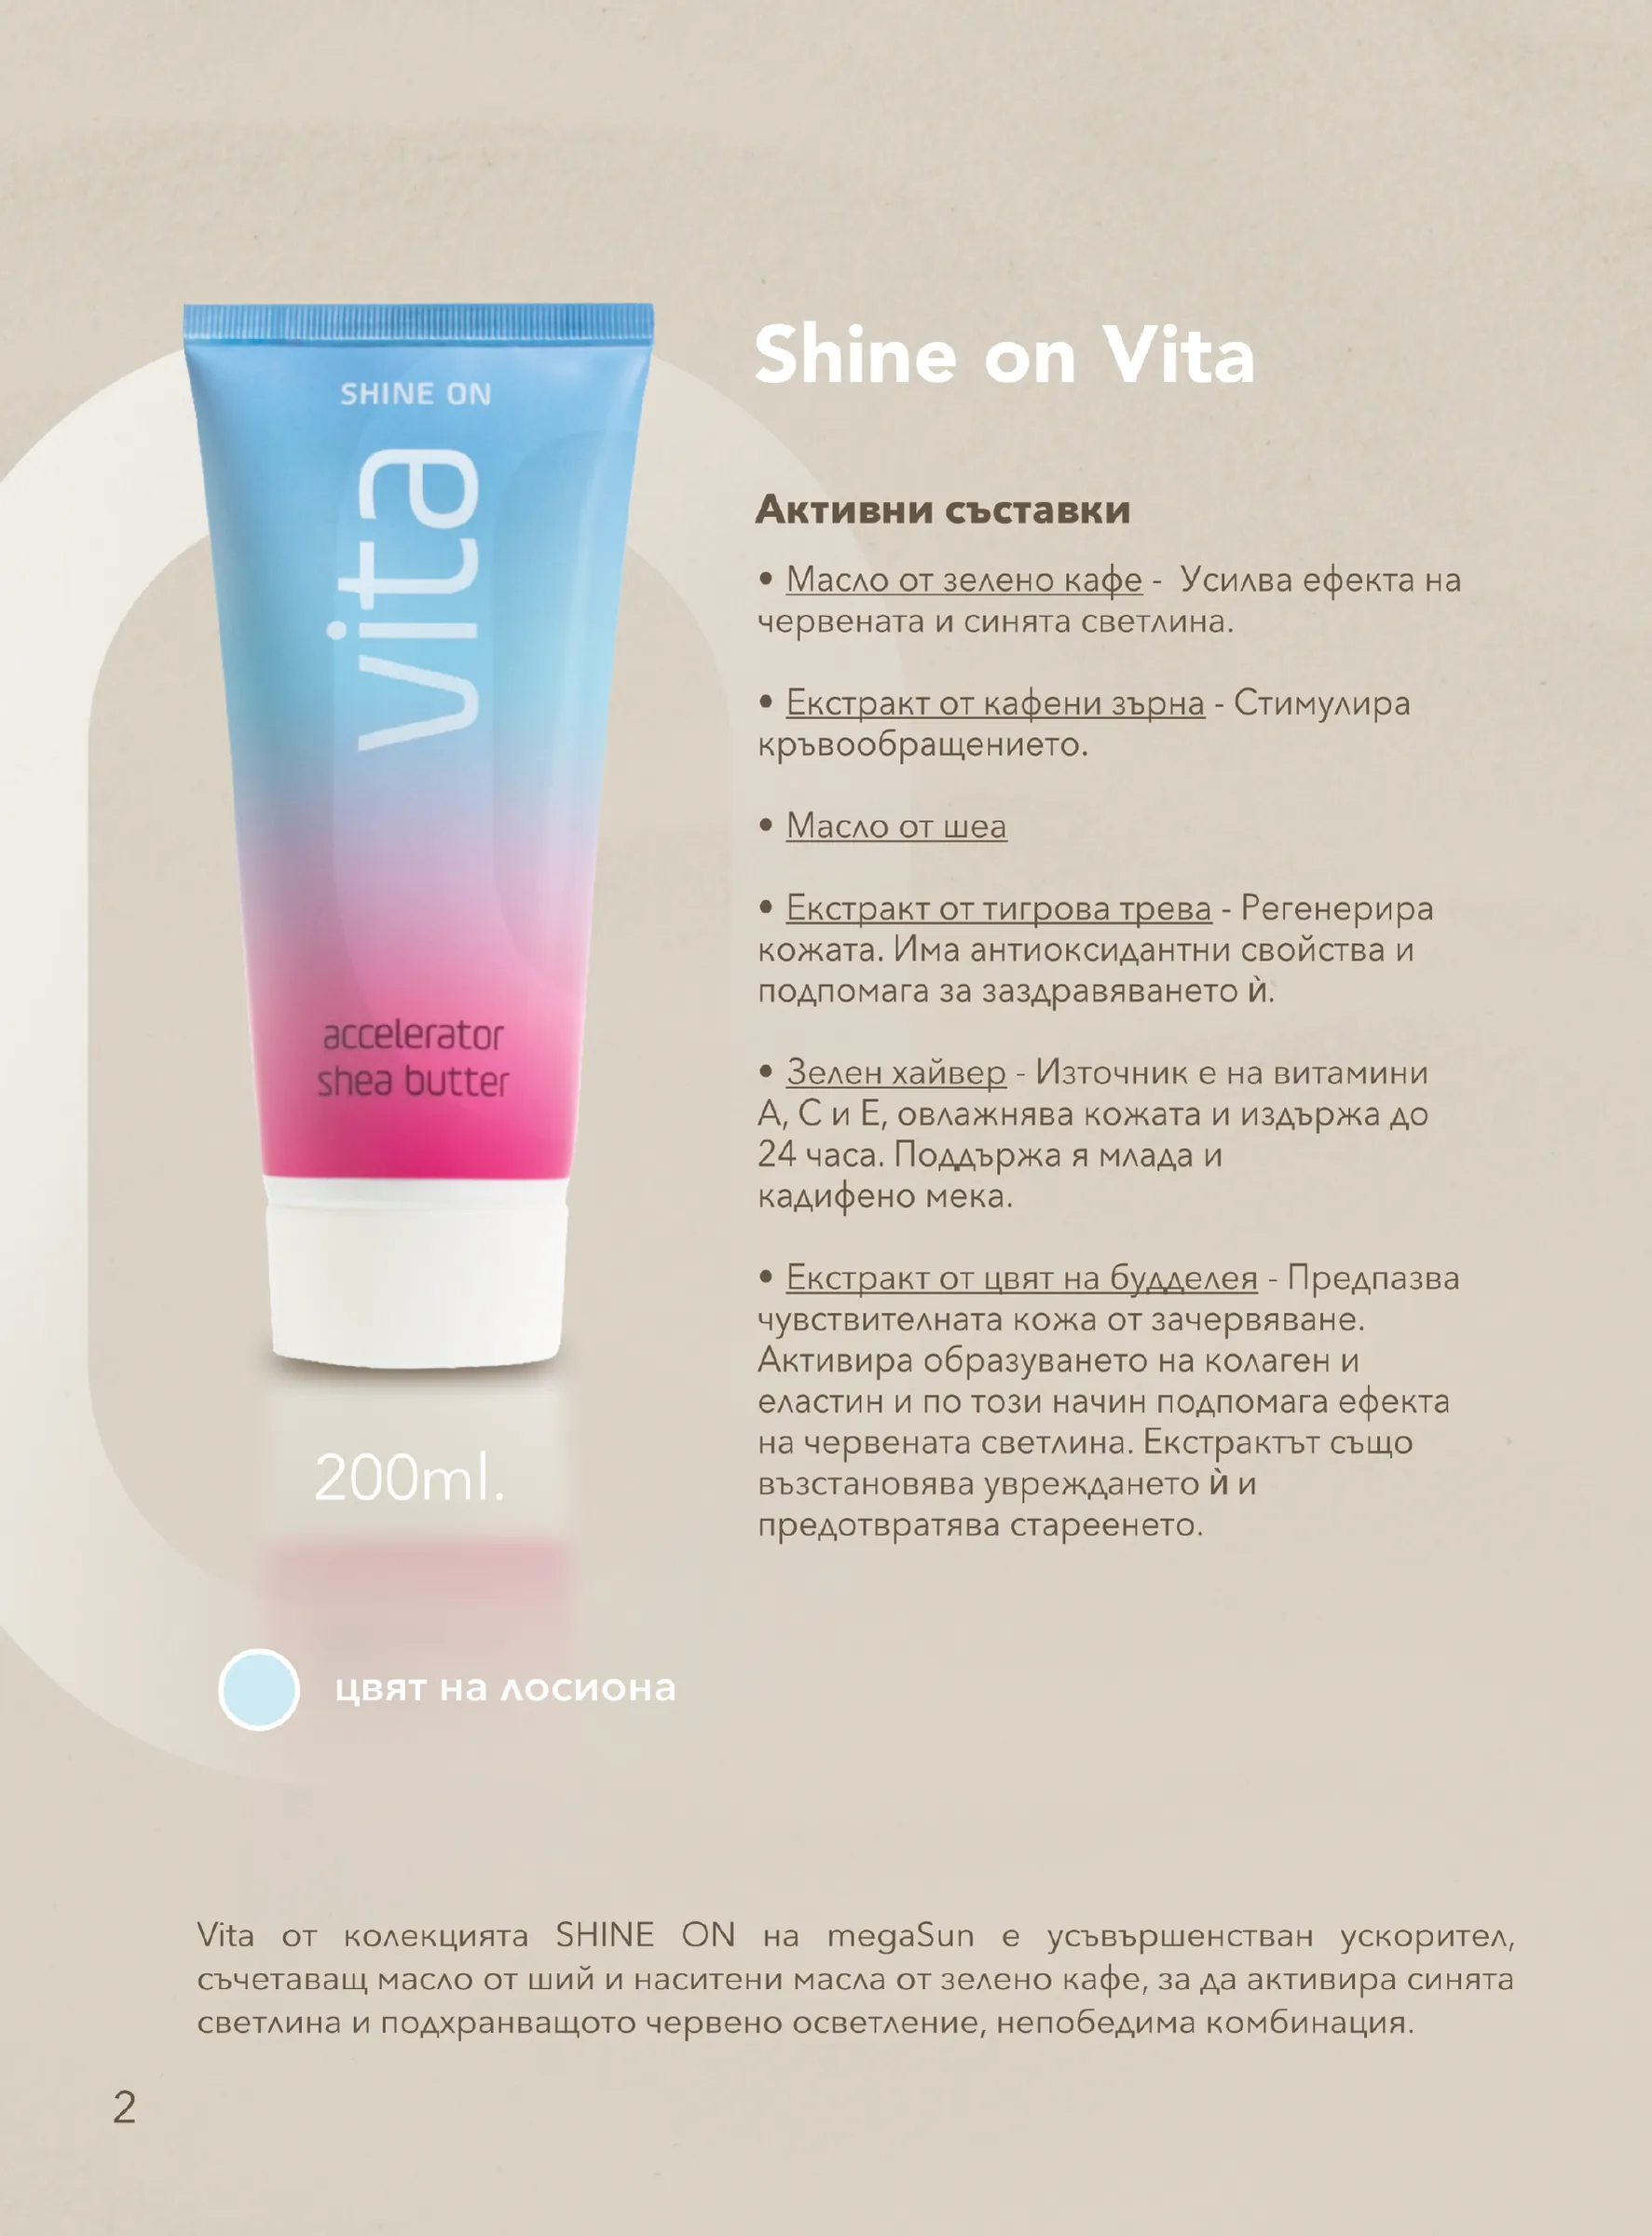 SHINE ON
vita
accelerator
shea butter
200ml.
цвят на лосиона
Shine on Vita
Активни съставки
• Масло от зелено кафе - Усилва ефекта на
червената и синята светлина.
• Екстракт от кафени зърна - Стимулира
кръвообращението.
• Масло от шеа
• Екстракт от тигрова трева - Регенерира
кожата. Има антиоксидантни свойства и
подпомага за заздравяването ѝ.
• Зелен хайвер - Източник е на витамини
А, С и Е, овлажнява кожата и издържа до
24 часа. Поддържа я млада и
кадифено мека.
• Екстракт от цвят на будделея - Предпазва
чувствителната кожа от зачервяване.
Активира образуването на колаген и
еластин и по този начин подпомага ефекта
на червената светлина. Екстрактът също
възстановява увреждането ѝ и
предотвратява стареенето.
Vita от колекцията SHINE ON на megaSun е усъвършенстван ускорител,
съчетаващ масло от ший и наситени масла от зелено кафе, за да активира синята
светлина и подхранващото червено осветление, непобедима комбинация.
2